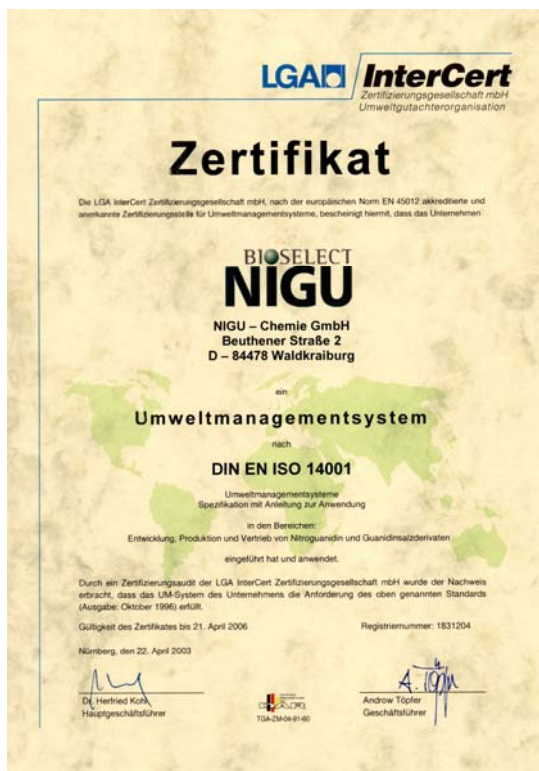 LGA InterCert
Zertifizierungsgesellschaft mbH
Umweltgutachterorganisation
Zertifikat
Die LGA InterCert Zertifizierungsgesellschaft mbH, nach der europäischen Norm EN 45012 akkreditierte und
anerkannte Zertifizierungsstelle für Umweltmanagementsysteme, bescheinigt hiermit, dass das Unternehmen
BIOSELECT
NIGU
NIGU – Chemie GmbH
Beuthener Straße 2
D – 84478 Waldkraiburg
ein
Umweltmanagementsystem
nach
DIN EN ISO 14001
Umweltmanagementsysteme
Spezifikation mit Anleitung zur Anwendung
in den Bereichen:
Entwicklung, Produktion und Vertrieb von Nitroguanidin und Guanidinsalzderivaten
eingeführt hat und anwendet.
Durch ein Zertifizierungsaudit der LGA InterCert Zertifizierungsgesellschaft mbH wurde der Nachweis
erbracht, dass das UM-System des Unternehmens die Anforderung des oben genannten Standards
(Ausgabe: Oktober 1996) erfüllt.
Gültigkeit des Zertifikates bis 21. April 2006 Registriernummer: 1831204
Nürnberg, den 22. April 2003
A. Töpfer
Dr. Herfried Kohl Androw Töpfer
Hauptgeschäftsführer Geschäftsführer
TGA-ZM-04-91-60